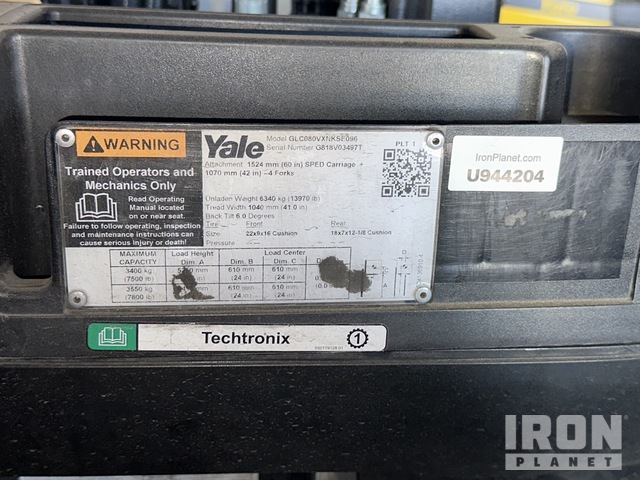 WARNING
Trained Operators and
Mechanics Only
Read Operating
Manual located
on or near seat.
Failure to follow operating, inspection
and maintenance instructions can
cause serious injury or death!
Yale
Model GLC080VXNKSE096
Serial Number G818V03497T
PLT 1
Attachment 1524 mm (60 in) SPED Carriage +
1070 mm (42 in) -4 Forks
Unladen Weight 6340 kg (13970 lb)
Tread Width 1040 mm (41.0 in)
Back Tilt 6.0 Degrees
Tire Front Rear
Size: 22x9x16 Cushion 18x7x12-1/8 Cushion
Pressure
MAXIMUM CAPACITY Load Height Dim. A Load Center Dim. B Dim. C
3400 kg mm 610 mm 610 mm
(7500 lb) (24 in) (24 in)
3550 kg mm 610 mm 610 mm
(7800 lb) (24 in) (24 in)
IronPlanet.com
U944204
Techtronix
1
IRON
PLANET